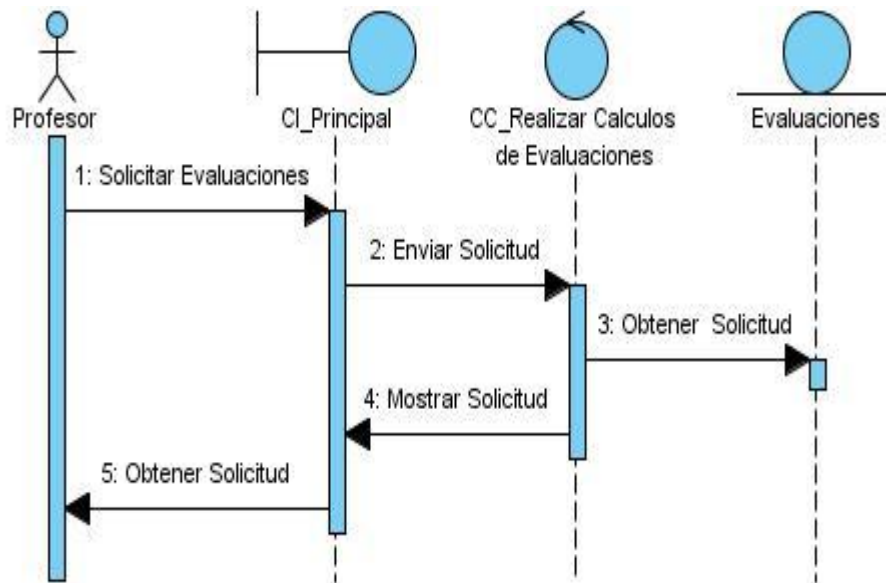 Profesor
CI_Principal
CC_Realizar Calculos
de Evaluaciones
Evaluaciones
1: Solicitar Evaluaciones
2: Enviar Solicitud
3: Obtener Solicitud
4: Mostrar Solicitud
5: Obtener Solicitud